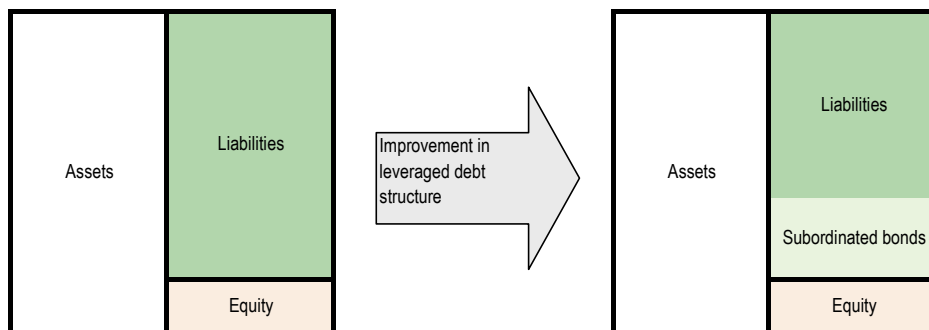 Assets
Liabilities
Equity
Improvement in
leveraged debt
structure
Assets
Liabilities
Subordinated bonds
Equity